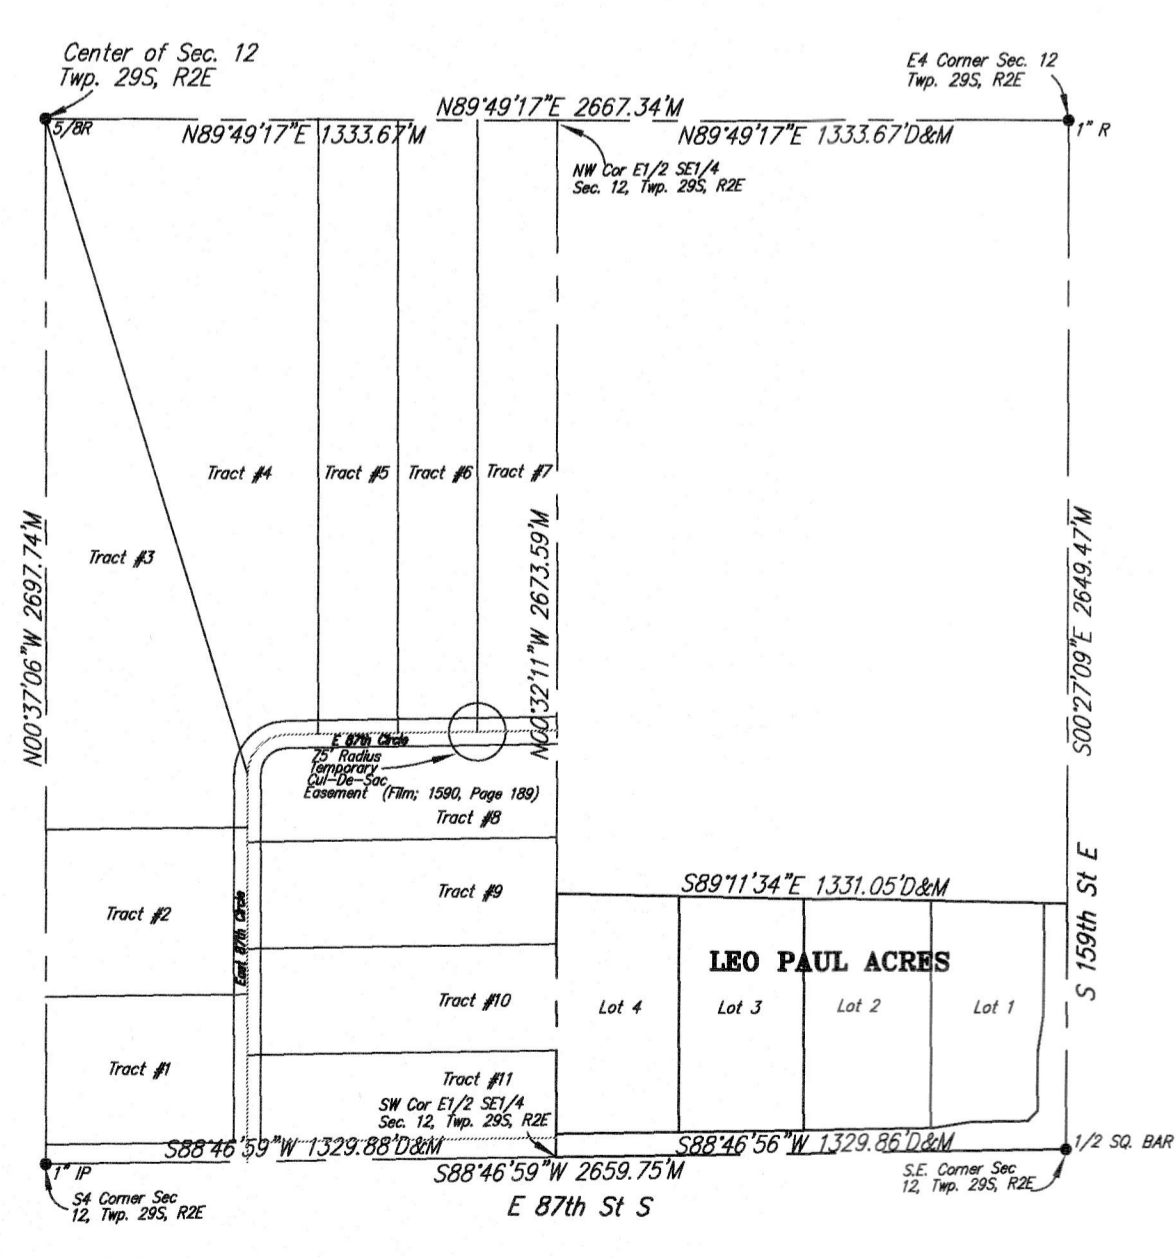 Center of Sec. 12
Twp. 29S, R2E
E4 Corner Sec. 12
Twp. 29S, R2E
N89°49'17"E 2667.34'M
5/8R
N89°49'17"E 1333.67'M
N89°49'17"E 1333.67'D&M
1" R
NW Cor E1/2 SE1/4
Sec. 12, Twp. 29S, R2E
Tract #4
Tract #5
Tract #6
Tract #7
Tract #3
N00°37'06"W 2697.74'M
N00°32'11"W 2673.59'M
S00°27'09"E 2649.47'M
E 87th Circle
75' Radius
Temporary
Cul-De-Sac
Easement (Film; 1590, Page 189)
Tract #8
Tract #9
Tract #2
East 87th Circle
Tract #10
Tract #1
Tract #11
S89°11'34"E 1331.05'D&M
LEO PAUL ACRES
Lot 4
Lot 3
Lot 2
Lot 1
S 159th St E
SW Cor E1/2 SE1/4
Sec. 12, Twp. 29S, R2E
S88°46'59"W 1329.88'D&M
S88°46'56"W 1329.86'D&M
1/2 SQ. BAR
1" IP
S88°46'59"W 2659.75'M
S4 Corner Sec
12, Twp. 29S, R2E
S.E. Corner Sec
12, Twp. 29S, R2E
E 87th St S